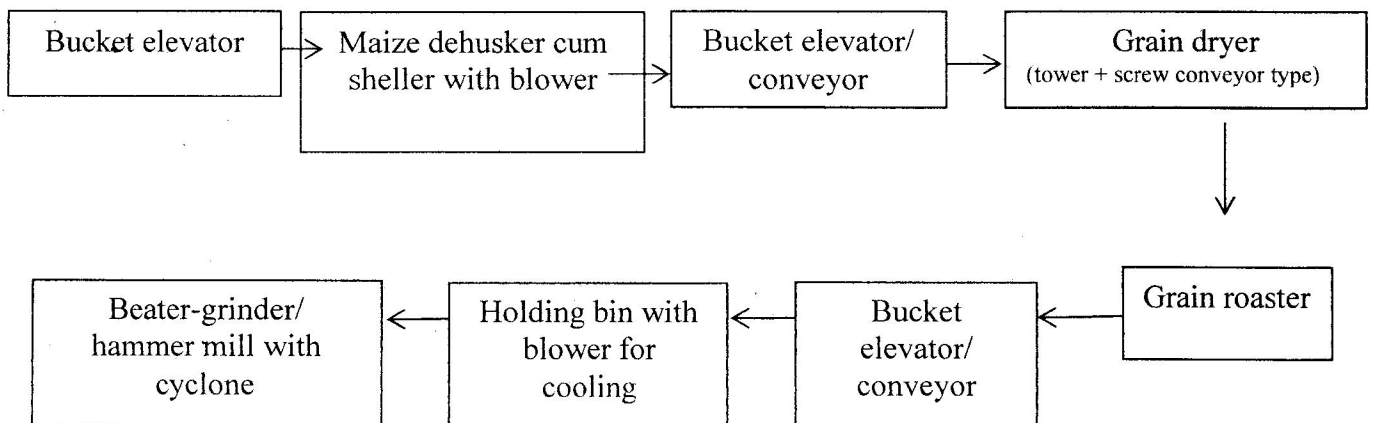 Bucket elevator
Maize dehusker cum
sheller with blower
Bucket elevator/
conveyor
Grain dryer
(tower + screw conveyor type)
Grain roaster
Bucket
elevator/
conveyor
Holding bin with
blower for
cooling
Beater-grinder/
hammer mill with
cyclone